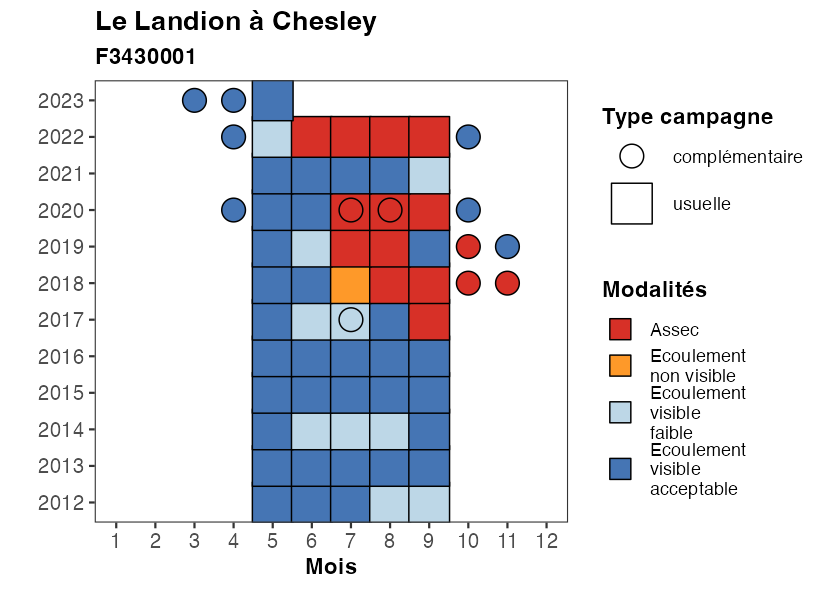 Le Landion à Chesley
F3430001
2023
2022
2021
2020
2019
2018
2017
2016
2015
2014
2013
2012
1 2 3 4 5 6 7 8 9 10 11 12
Mois
Type campagne
complémentaire
usuelle
Modalités
Assec
Ecoulement
non visible
Ecoulement
visible
faible
Ecoulement
visible
acceptable